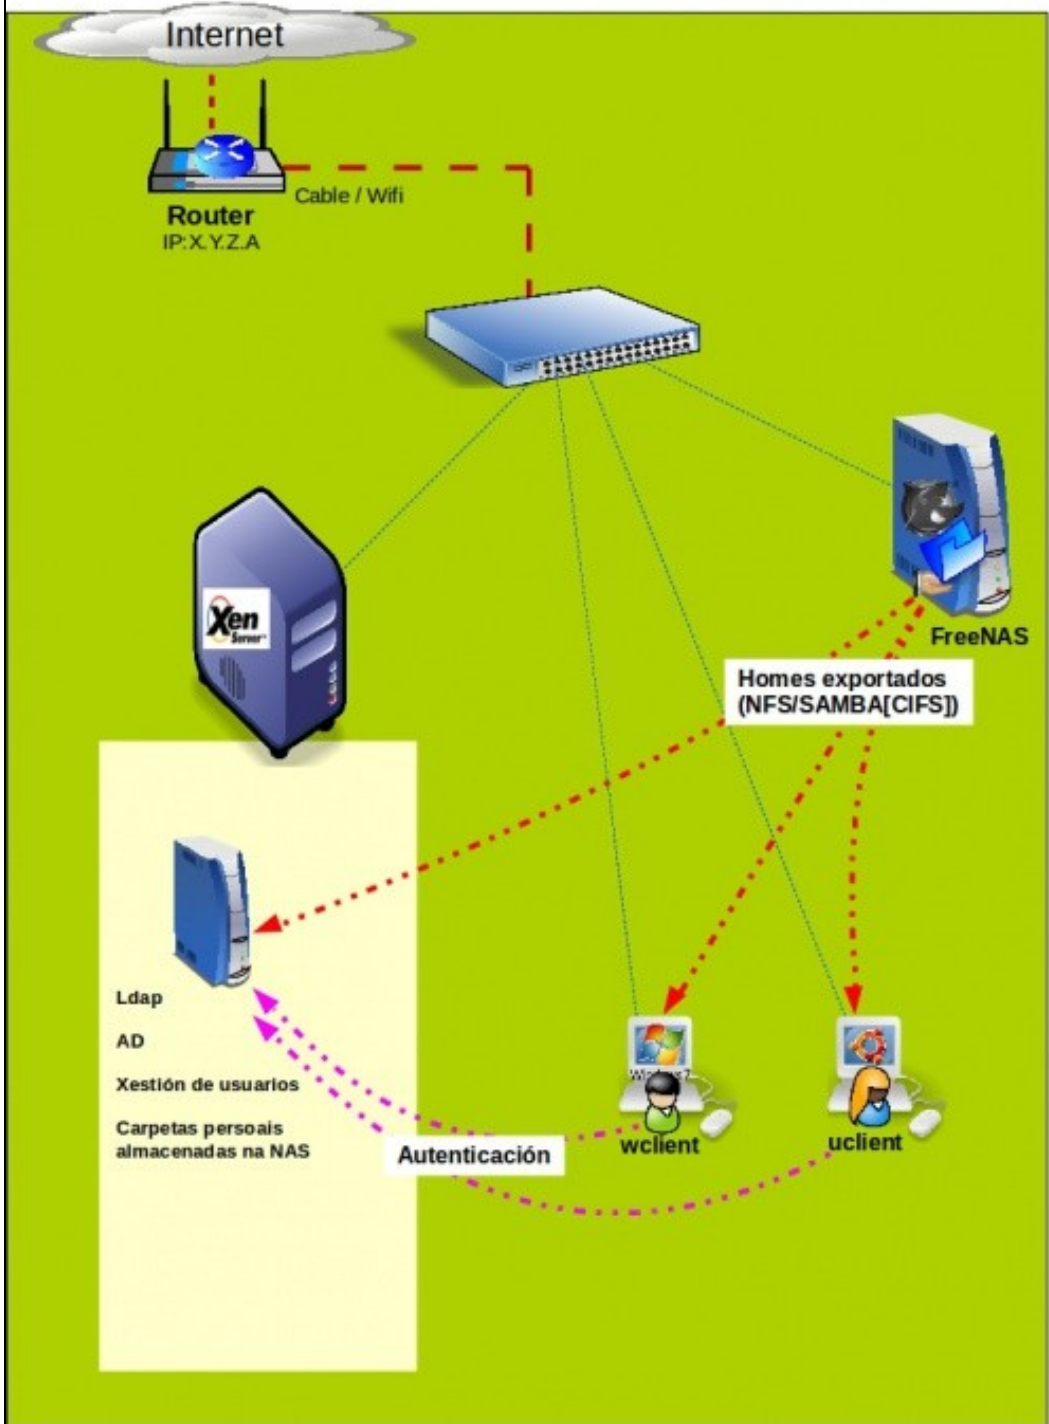 Internet
Cable / Wifi
Router
IP:X.Y.Z.A
Xen
Server
FreeNAS
Homes exportados
(NFS/SAMBA[CIFS])
Ldap
AD
Xestión de usuarios
Carpetas persoais
almacenadas na NAS
Autenticación
wclient
uclient